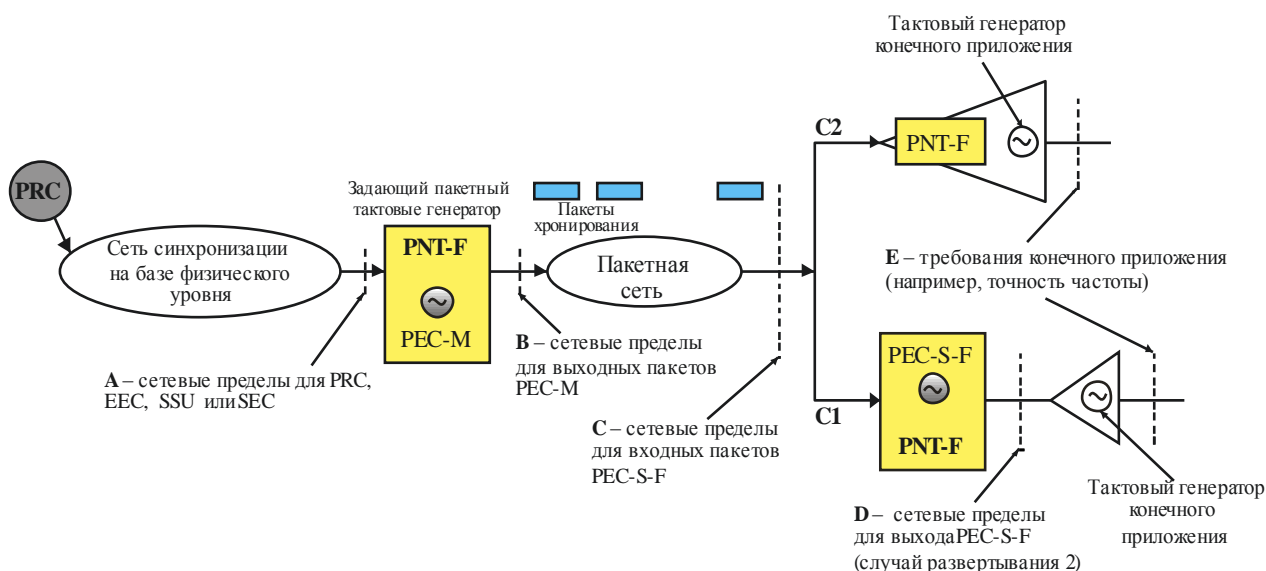 Тактовый генератор
конечного приложения
C2
PNT-F
PRC
Задающий пакетный
тактовые генератор
Пакеты
хронирования
Сеть синхронизации
на базе физического
уровня
PNT-F
PEC-M
Пакетная
сеть
E – требования конечного приложения
(например, точность частоты)
A – сетевые пределы для PRC,
EEC, SSU или SEC
B – сетевые пределы
для выходных пакетов
PEC-M
C – сетевые пределы
для входных пакетов
PEC-S-F
C1
PEC-S-F
PNT-F
D – сетевые пределы
для выхода PEC-S-F
(случай развертывания 2)
Тактовый генератор
конечного
приложения